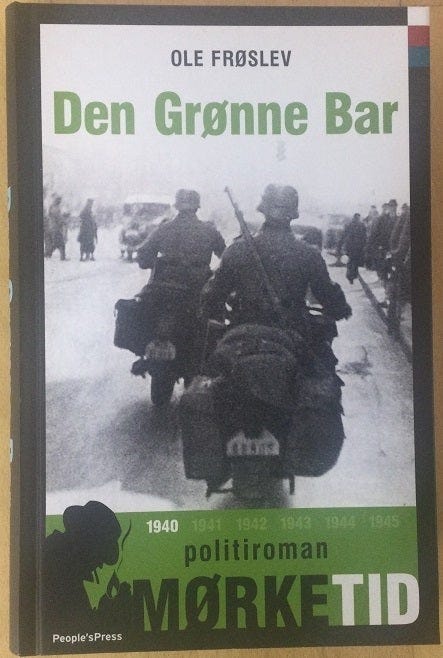 OLE FRØSLEV
Den Grønne Bar
1940 1941 1942 1943 1944 1945
politiroman
MØRKETID
People'sPress